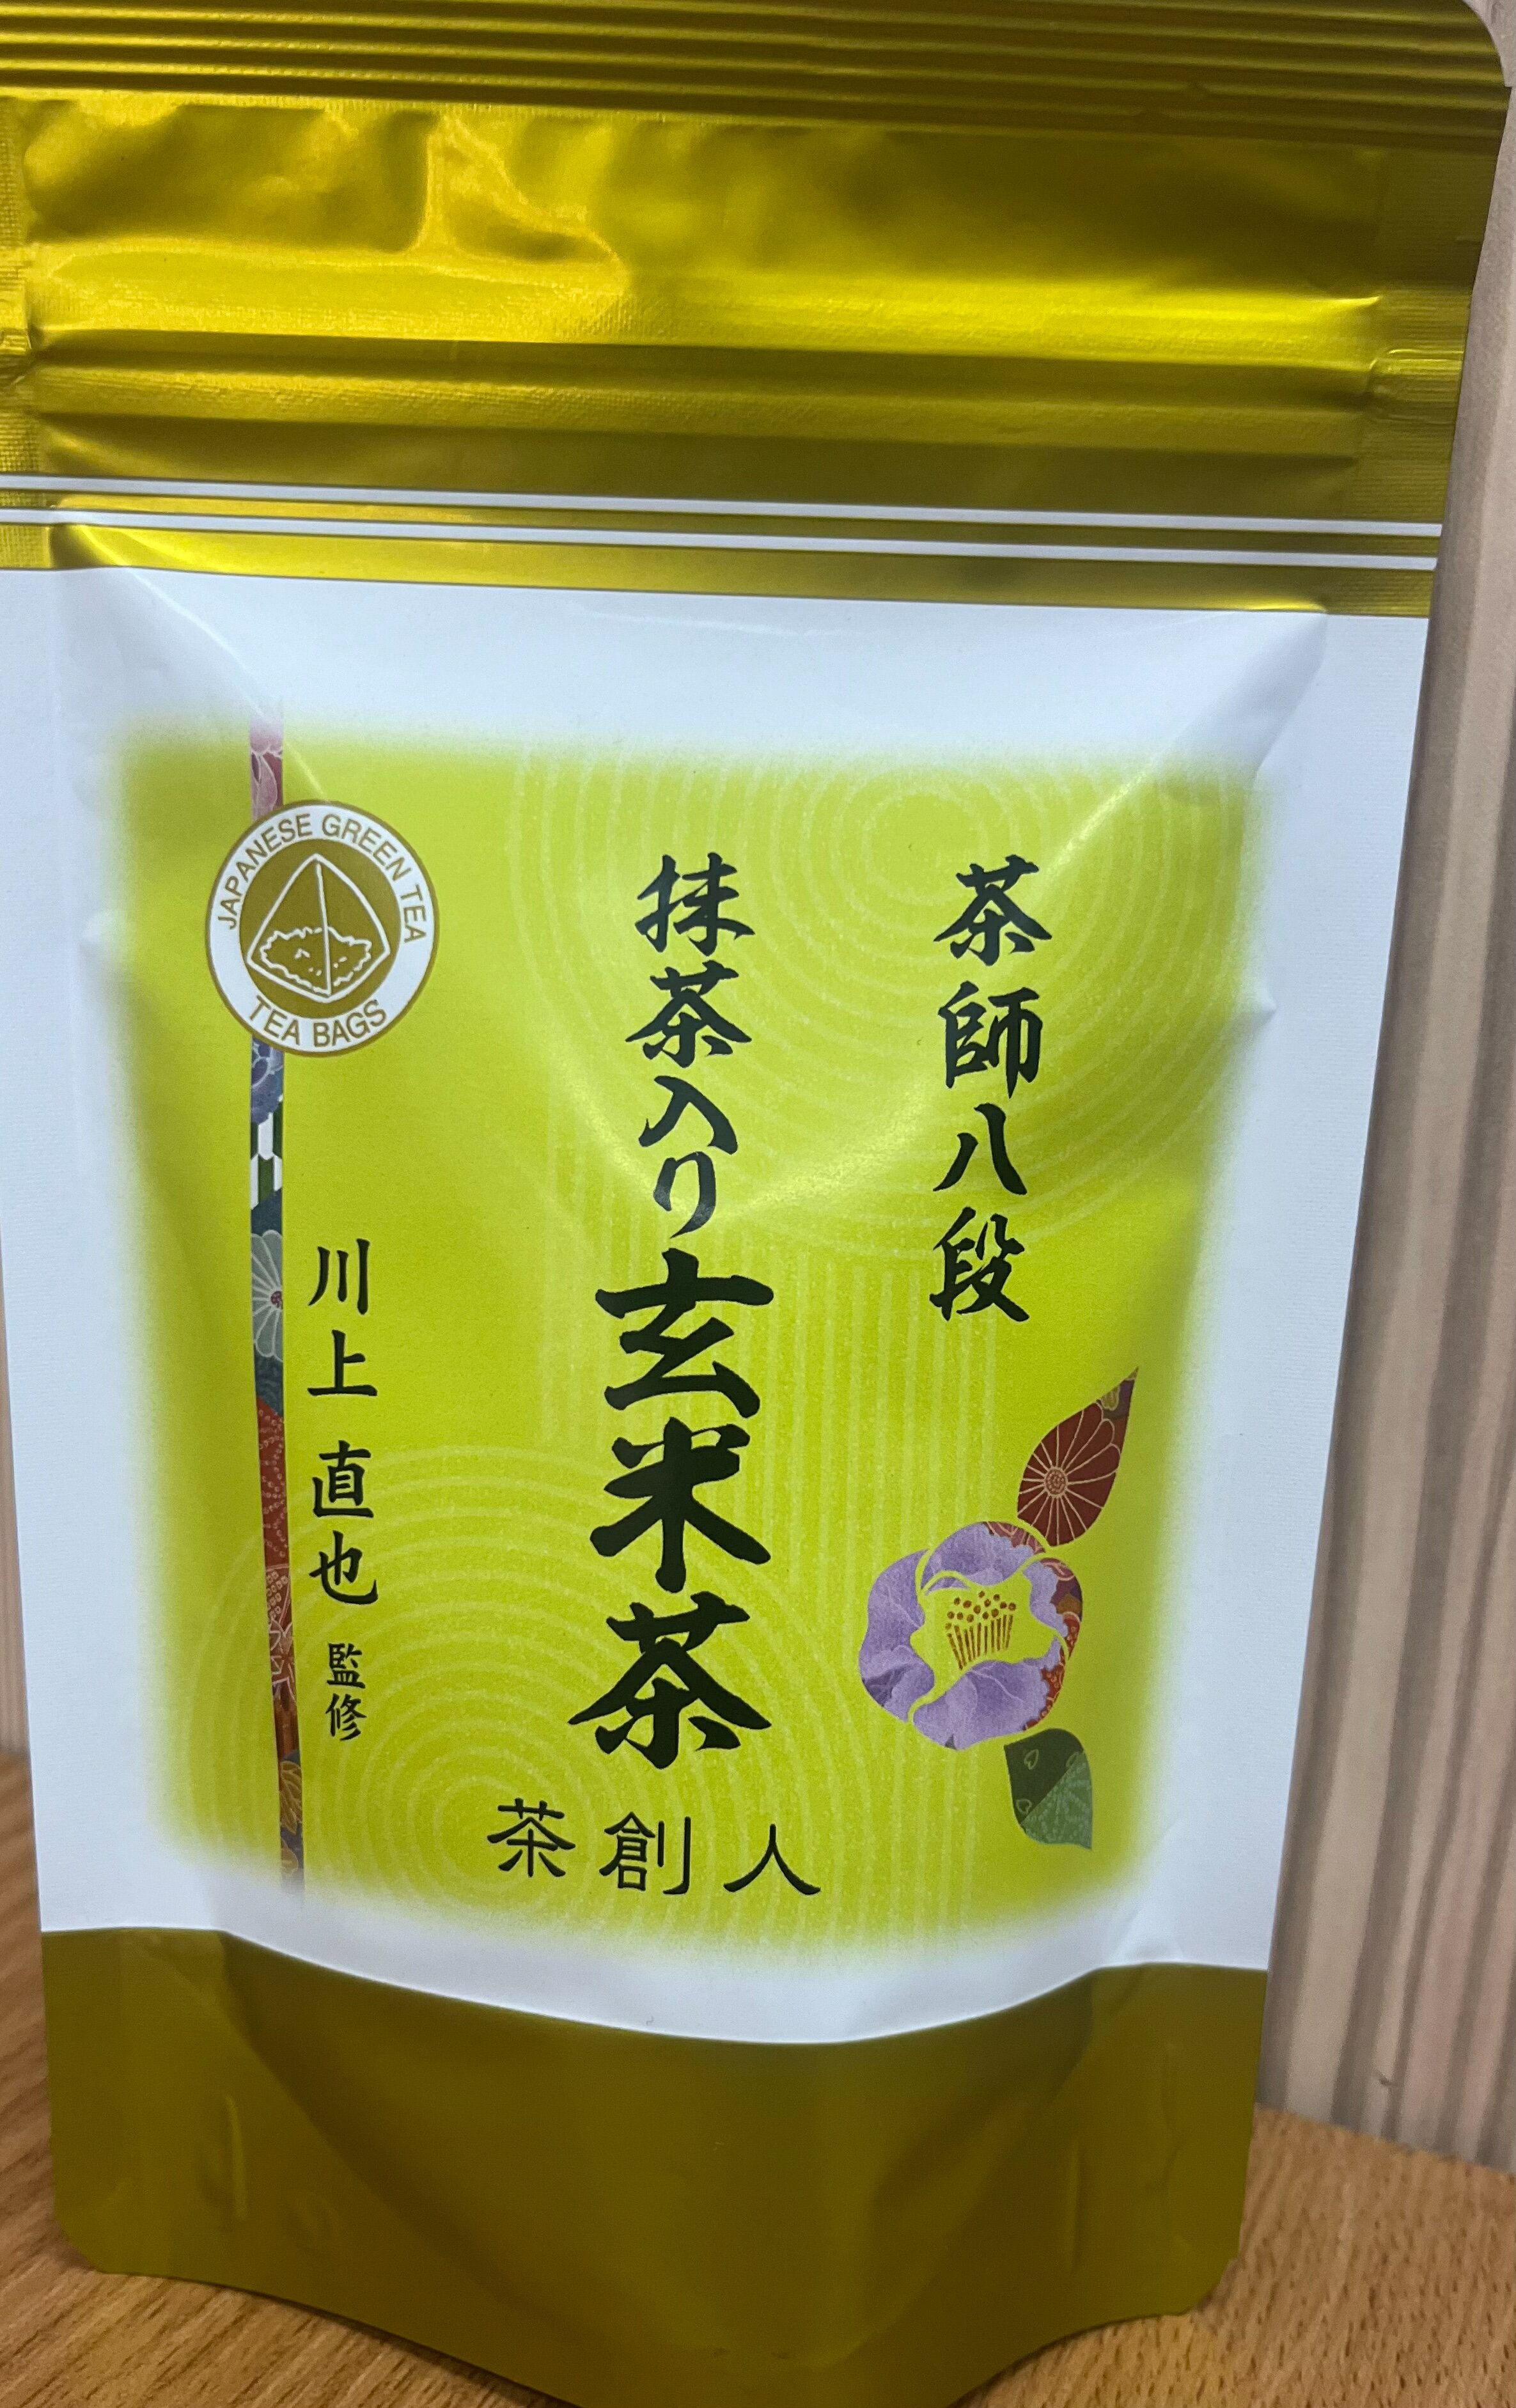 茶師八段
抹茶入り玄米茶
川上直也 監修
茶創人
JAPANESE GREEN TEA
TEA BAGS